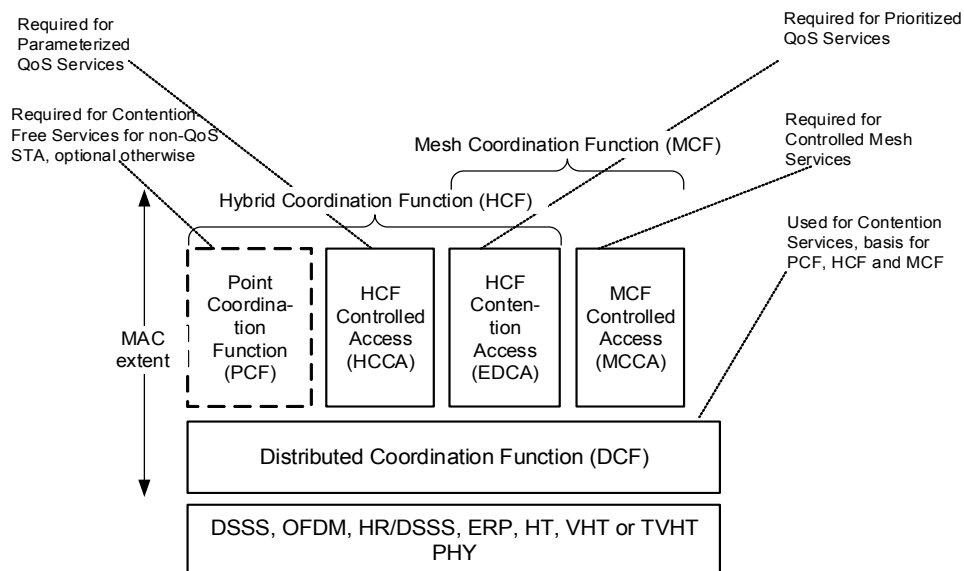 Required for
Parameterized
QoS Services
Required for Prioritized
QoS Services
Required for Contention-
Free Services for non-QoS
STA, optional otherwise
Required for
Controlled Mesh
Services
Mesh Coordination Function (MCF)
Hybrid Coordination Function (HCF)
Used for Contention
Services, basis for
PCF, HCF and MCF
MAC
extent
Point
Coordina-
tion
Function
(PCF)
HCF
Controlled
Access
(HCCA)
HCF
Conten-
tion
Access
(EDCA)
MCF
Controlled
Access
(MCCA)
Distributed Coordination Function (DCF)
DSSS, OFDM, HR/DSSS, ERP, HT, VHT or TVHT
PHY